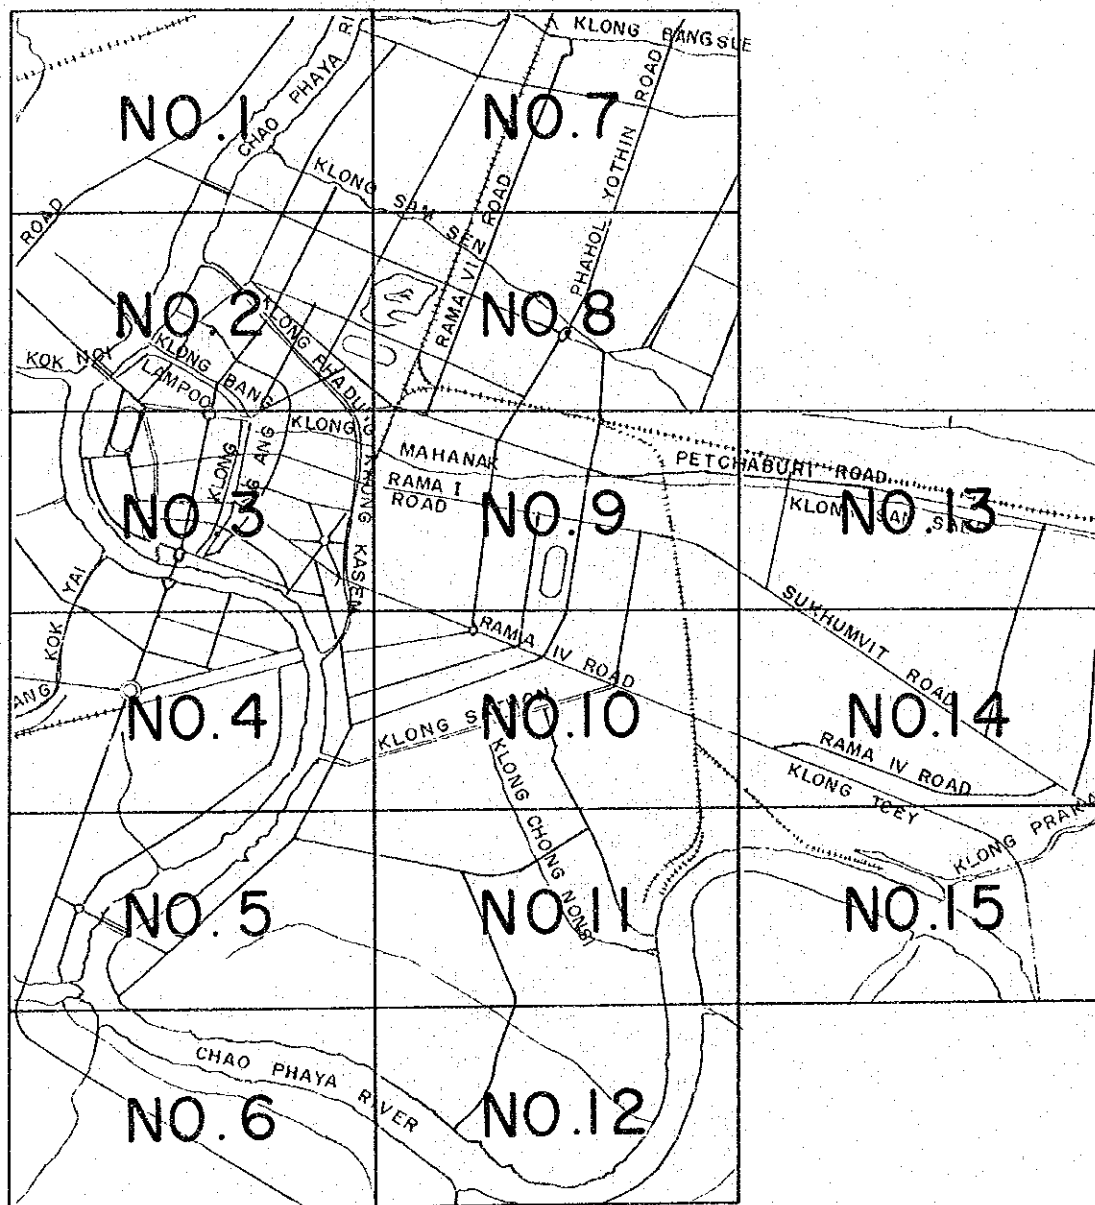 KLONG BANGSUE
CHAO PHAYA RI
ROAD
NO.1
NO.7
PHAHOL YOTHIN ROAD
KLONG SAM SEN
RAMA VI ROAD
ROAD
NO.2
NO.8
KLONG PHADUNG KRUNG KASEM
KOK NOI
KLONG BANG LAMPOO
KLONG MAHANAK
KLONG ANG ANG
PETCHABURI ROAD
RAMA I ROAD
NO.3
NO.9
NO.13
KLONG SAN SAB
KOK YAI
ANG
SUKHUMVIT ROAD
RAMA IV ROAD
NO.4
NO.10
NO.14
KLONG
KLONG CHONG NONSI
RAMA IV ROAD
KLONG TOEY
KLONG PRAKA
NO.5
NO.11
NO.15
CHAO PHAYA RIVER
NO.6
NO.12